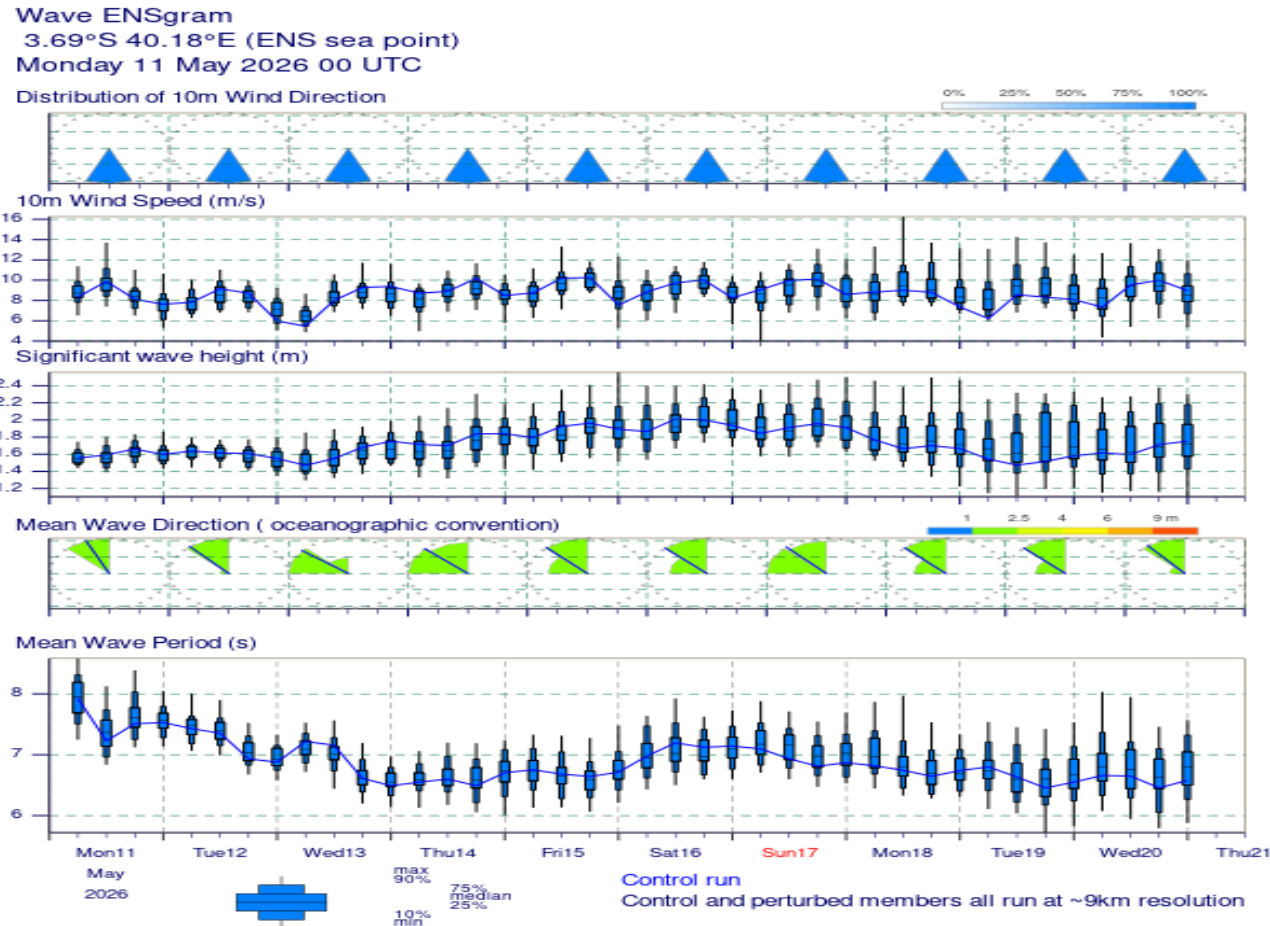 Wave ENSgram
3.69°S 40.18°E (ENS sea point)
Monday 11 May 2026 00 UTC
Distribution of 10m Wind Direction
0% 25% 50% 75% 100%
10m Wind Speed (m/s)
16
14
12
10
8
6
4
Significant wave height (m)
2.4
2.2
2
1.8
1.6
1.4
1.2
Mean Wave Direction ( oceanographic convention)
1 2.5 4 6 9 m
Mean Wave Period (s)
8
7
6
Mon11 Tue12 Wed13 Thu14 Fri15 Sat16 Sun17 Mon18 Tue19 Wed20 Thu21
May
2026
max
90%
75%
median
25%
10%
min
Control run
Control and perturbed members all run at ~9km resolution